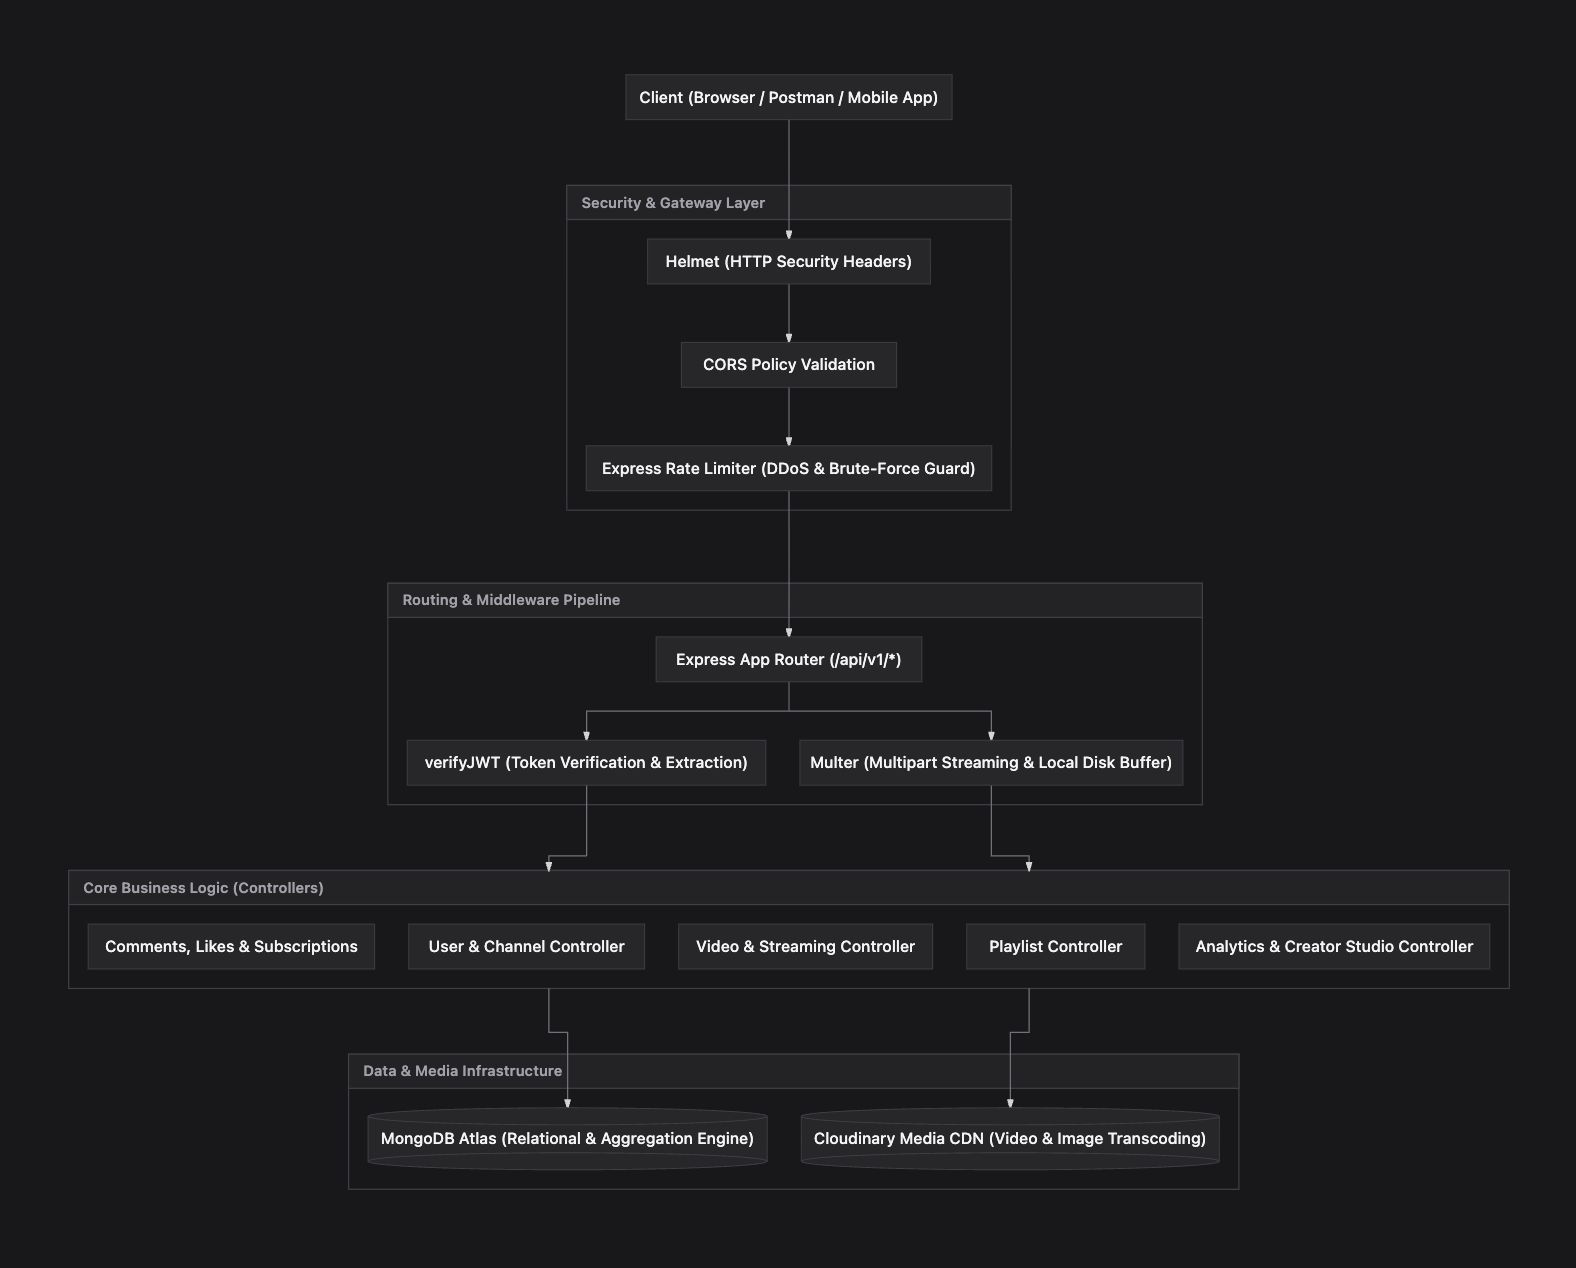 Client (Browser / Postman / Mobile App)
Security & Gateway Layer
Helmet (HTTP Security Headers)
CORS Policy Validation
Express Rate Limiter (DDoS & Brute-Force Guard)
Routing & Middleware Pipeline
Express App Router (/api/v1/*)
verifyJWT (Token Verification & Extraction)
Multer (Multipart Streaming & Local Disk Buffer)
Core Business Logic (Controllers)
Comments, Likes & Subscriptions
User & Channel Controller
Video & Streaming Controller
Playlist Controller
Analytics & Creator Studio Controller
Data & Media Infrastructure
MongoDB Atlas (Relational & Aggregation Engine)
Cloudinary Media CDN (Video & Image Transcoding)